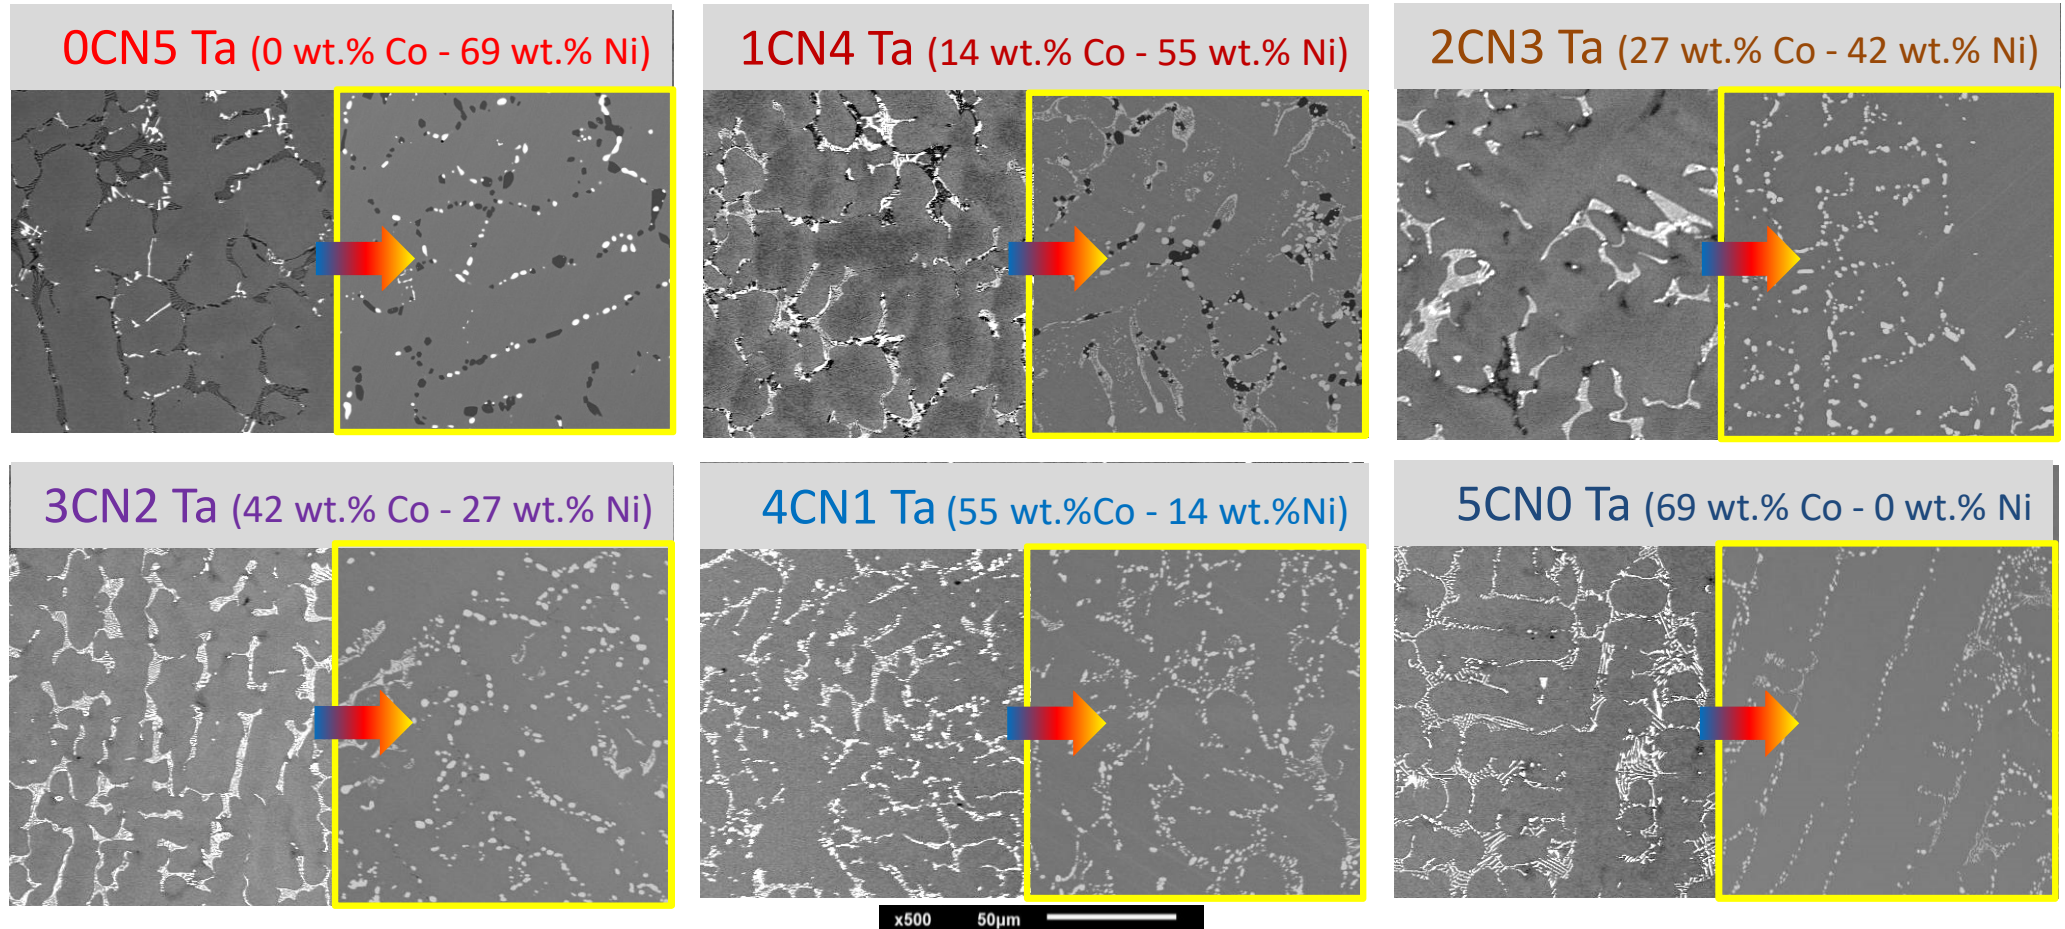 0CN5 Ta (0 wt.% Co - 69 wt.% Ni)
1CN4 Ta (14 wt.% Co - 55 wt.% Ni)
2CN3 Ta (27 wt.% Co - 42 wt.% Ni)
3CN2 Ta (42 wt.% Co - 27 wt.% Ni)
4CN1 Ta (55 wt.%Co - 14 wt.%Ni)
5CN0 Ta (69 wt.% Co - 0 wt.% Ni
x500 50µm